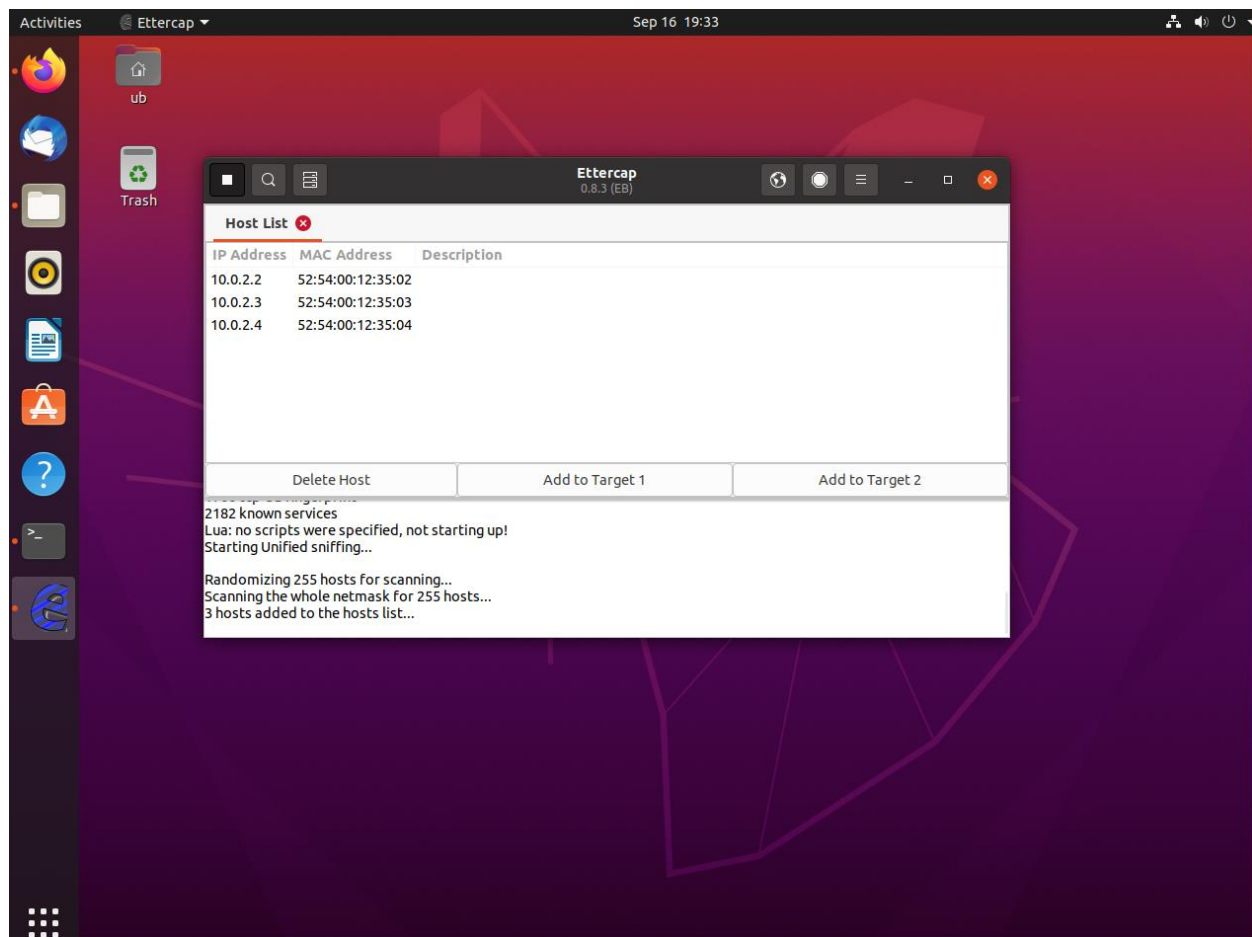 Activities Ettercap Sep 16 19:33
ub
Trash
Ettercap
0.8.3 (EB)
Host List
IP Address MAC Address Description
10.0.2.2 52:54:00:12:35:02
10.0.2.3 52:54:00:12:35:03
10.0.2.4 52:54:00:12:35:04
Delete Host Add to Target 1 Add to Target 2
2182 known services
Lua: no scripts were specified, not starting up!
Starting Unified sniffing...
Randomizing 255 hosts for scanning...
Scanning the whole netmask for 255 hosts...
3 hosts added to the hosts list...